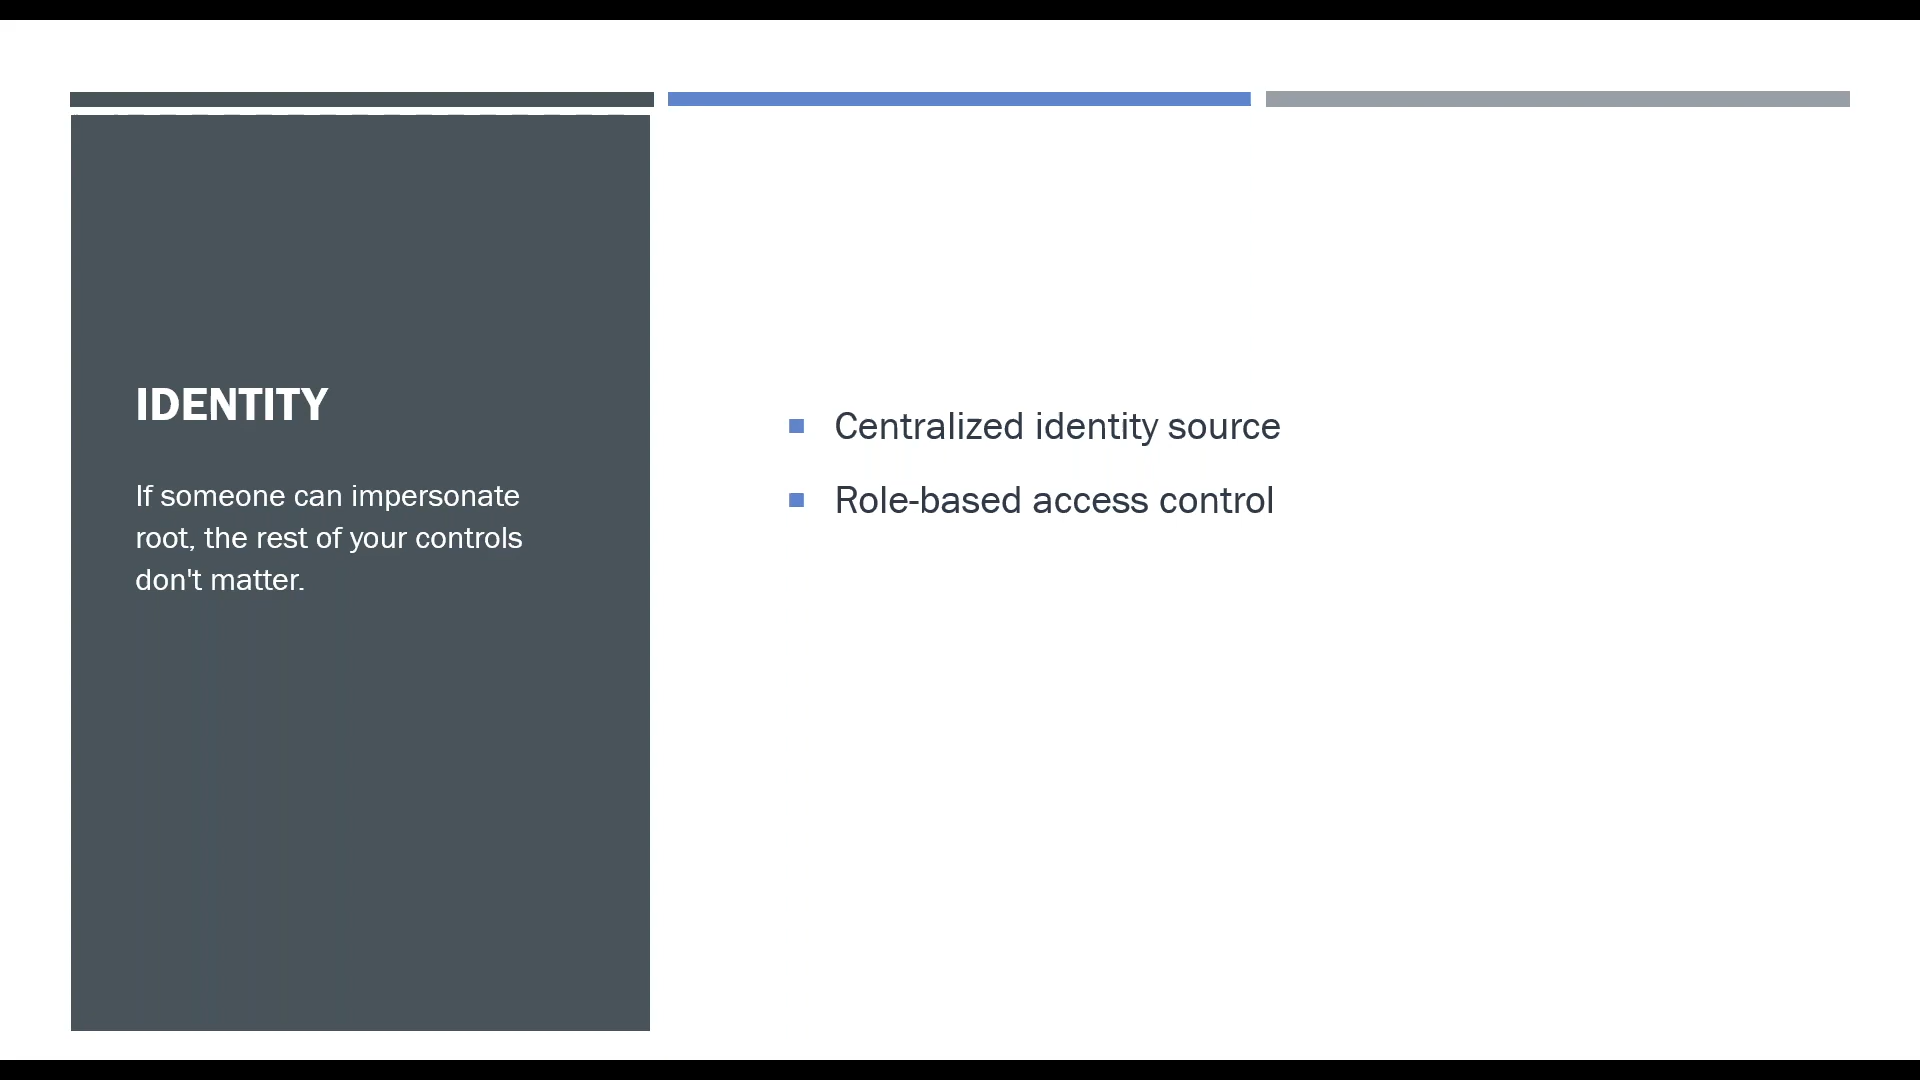 IDENTITY
If someone can impersonate
root, the rest of your controls
don't matter.
Centralized identity source
Role-based access control